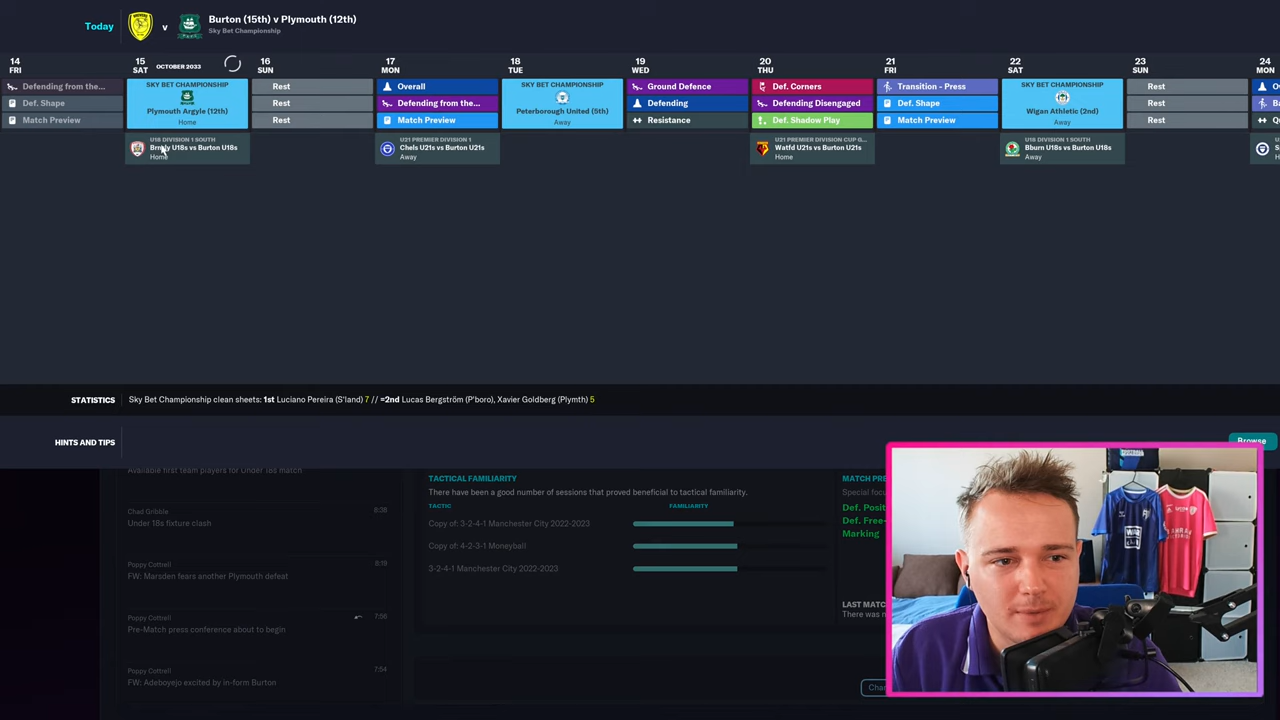 Today
v
Burton (15th) v Plymouth (12th)
Sky Bet Championship
14
FRI
15
SAT
OCTOBER 2033
16
SUN
17
MON
18
TUE
19
WED
20
THU
21
FRI
22
SAT
23
SUN
24
MON
Defending from the...
Def. Shape
Match Preview
SKY BET CHAMPIONSHIP
Plymouth Argyle (12th)
Home
Rest
Rest
Rest
Overall
Defending from the...
Match Preview
SKY BET CHAMPIONSHIP
Peterborough United (5th)
Away
Ground Defence
Defending
Resistance
Def. Corners
Defending Disengaged
Def. Shadow Play
Transition - Press
Def. Shape
Match Preview
SKY BET CHAMPIONSHIP
Wigan Athletic (2nd)
Away
Rest
Rest
Rest
U18 DIVISION 1 SOUTH
U18s vs Burton U18s
Home
U21 PREMIER DIVISION 1
Chels U21s vs Burton U21s
Away
U21 PREMIER DIVISION CUP G...
Watfd U21s vs Burton U21s
Home
U18 DIVISION 1 SOUTH
Bburn U18s vs Burton U18s
Away
STATISTICS
Sky Bet Championship clean sheets: 1st Luciano Pereira (S'land) 7 // =2nd Lucas Bergström (P'boro), Xavier Goldberg (Plymth) 5
HINTS AND TIPS
Browse
Available first team players for Under 18s match
Chad Gribble
8:38
Under 18s fixture clash
Poppy Cottrell
8:19
FW: Marsden fears another Plymouth defeat
Poppy Cottrell
7:56
Pre-Match press conference about to begin
Poppy Cottrell
7:54
FW: Adeboyejo excited by in-form Burton
TACTICAL FAMILIARITY
There have been a good number of sessions that proved beneficial to tactical familiarity.
TACTIC
FAMILIARITY
Copy of: 3-2-4-1 Manchester City 2022-2023
Copy of: 4-2-3-1 Moneyball
3-2-4-1 Manchester City 2022-2023
MATCH PRE
Special focu
Def. Posit
Def. Free-
Marking
LAST MATC
There was n